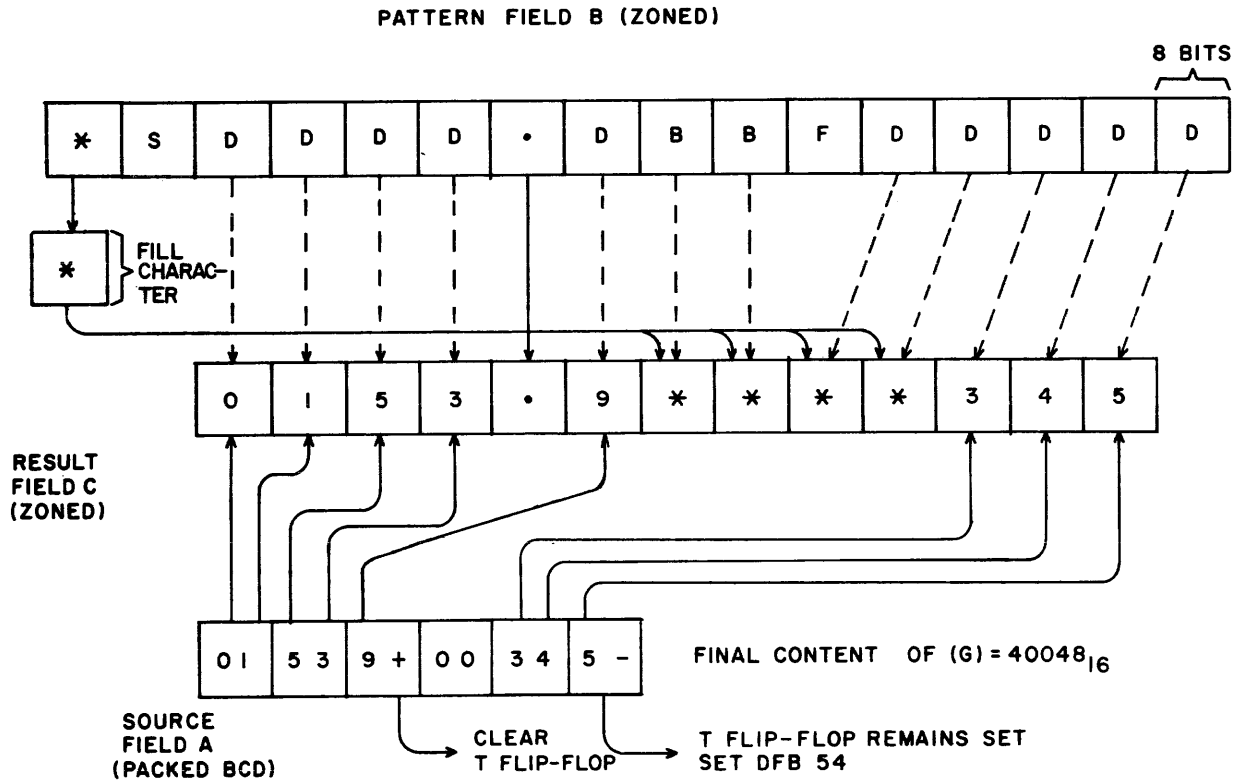 PATTERN FIELD B (ZONED)
8 BITS
* S D D D D • D B B F D D D D D
*
FILL
CHARAC-
TER
0 1 5 3 • 9 * * * * 3 4 5
RESULT
FIELD C
(ZONED)
01 53 9+ 00 34 5-
FINAL CONTENT OF (G) = 40048₁₆
SOURCE
FIELD A
(PACKED BCD)
CLEAR
T FLIP-FLOP
T FLIP-FLOP REMAINS SET
SET DFB 54